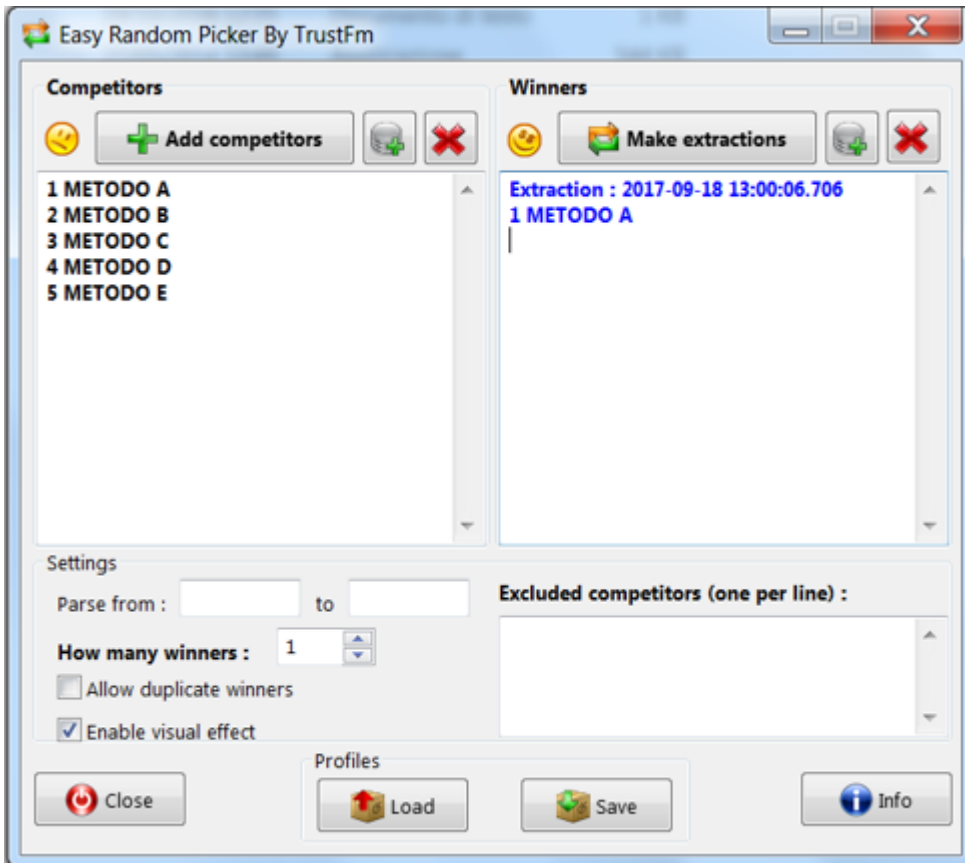 Easy Random Picker By TrustFm
Competitors
Add competitors
1 METODO A
2 METODO B
3 METODO C
4 METODO D
5 METODO E
Winners
Make extractions
Extraction : 2017-09-18 13:00:06.706
1 METODO A
Settings
Parse from :
to
How many winners :
1
Allow duplicate winners
Enable visual effect
Excluded competitors (one per line) :
Close
Profiles
Load
Save
Info